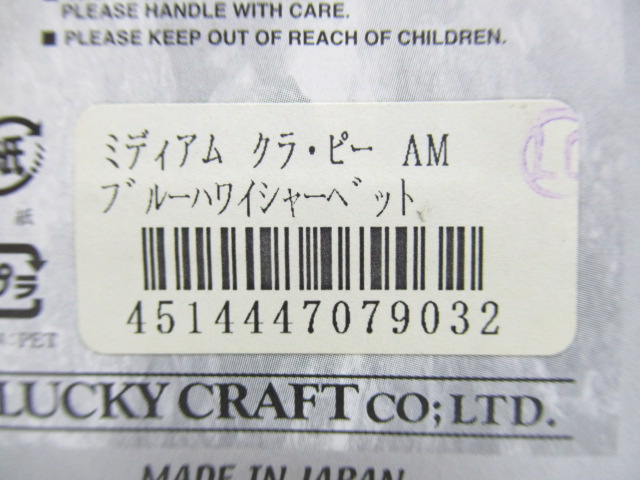 PLEASE HANDLE WITH CARE.
■ PLEASE KEEP OUT OF REACH OF CHILDREN.
紙
紙
ミディアム クラ・ピー AM
ブルーハワイシャーベット
4514447079032
プラ
PET
LUCKY CRAFT CO;LTD.
MADE IN JAPAN